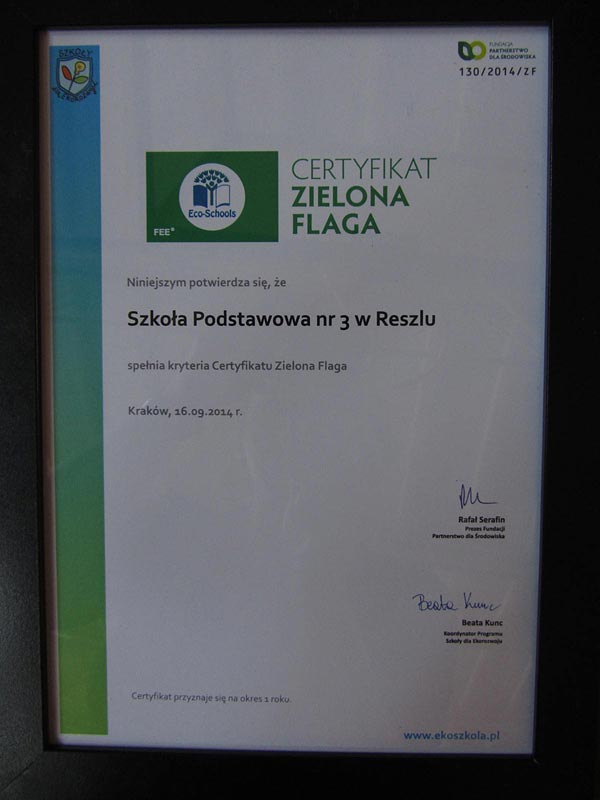 SZKOŁY
DLA EKOROZWOJU
FUNDACJA
PARTNERSTWO
DLA ŚRODOWISKA
130/2014/ZF
Eco-Schools
FEE
CERTYFIKAT
ZIELONA
FLAGA
Niniejszym potwierdza się, że
Szkoła Podstawowa nr 3 w Reszlu
spełnia kryteria Certyfikatu Zielona Flaga
Kraków, 16.09.2014 r.
Rafał Serafin
Prezes Fundacji
Partnerstwo dla Środowiska
Beata Kunc
Beata Kunc
Koordynator Programu
Szkoły dla Ekorozwoju
Certyfikat przyznaje się na okres 1 roku.
www.ekoszkola.pl